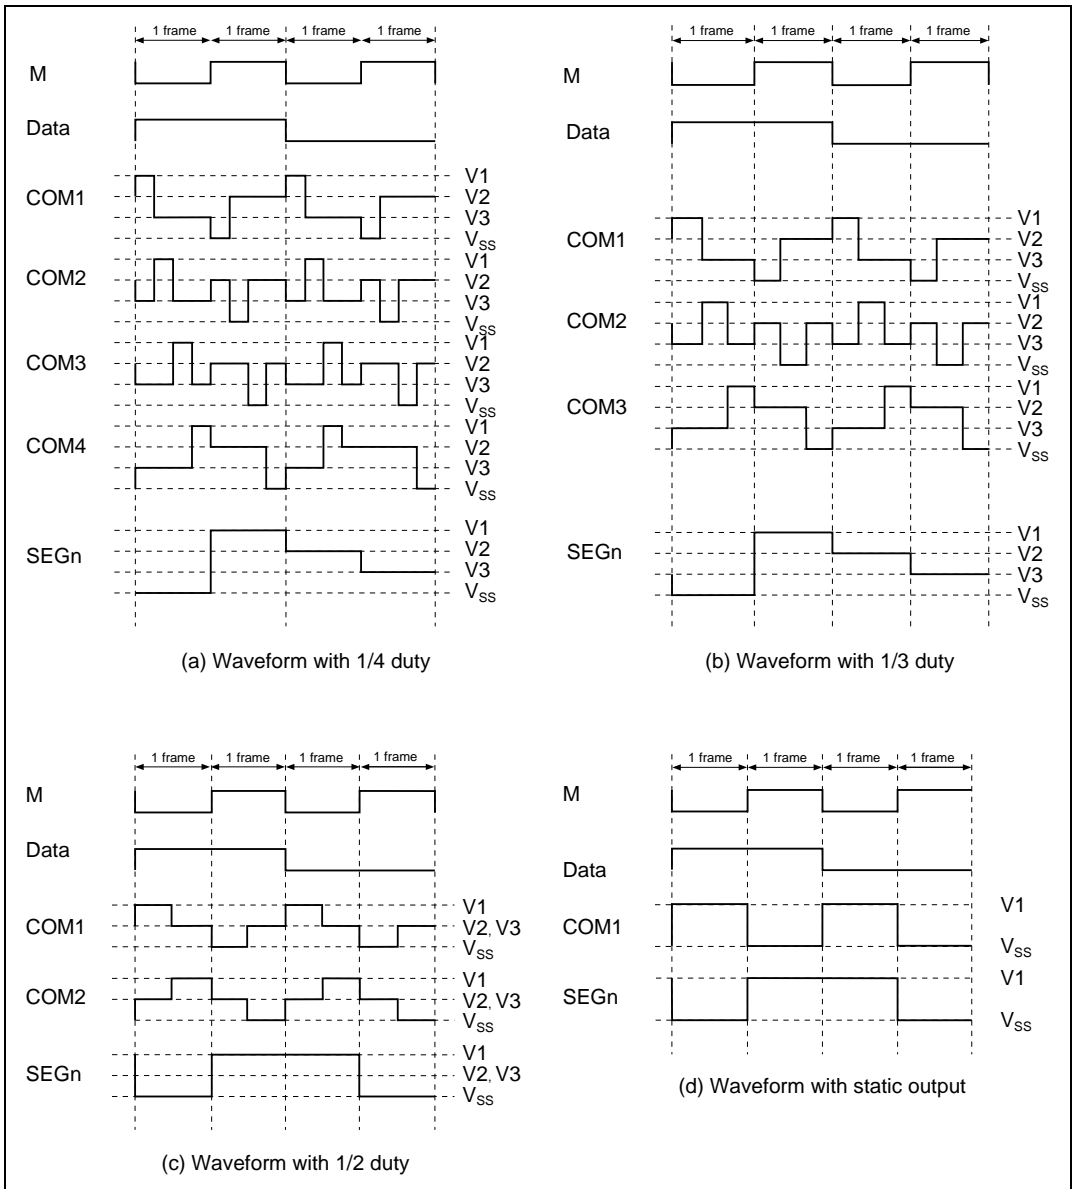 1 frame 1 frame 1 frame 1 frame
M
Data
COM1
V1
V2
V3
VSS
COM2
V1
V2
V3
VSS
COM3
V1
V2
V3
VSS
COM4
V1
V2
V3
VSS
SEGn
V1
V2
V3
VSS
(a) Waveform with 1/4 duty
1 frame 1 frame 1 frame 1 frame
M
Data
COM1
V1
V2
V3
VSS
COM2
V1
V2
V3
VSS
COM3
V1
V2
V3
VSS
SEGn
V1
V2
V3
VSS
(b) Waveform with 1/3 duty
1 frame 1 frame 1 frame 1 frame
M
Data
COM1
V1
V2, V3
VSS
COM2
V1
V2, V3
VSS
SEGn
V1
V2, V3
VSS
(c) Waveform with 1/2 duty
1 frame 1 frame 1 frame 1 frame
M
Data
COM1
V1
VSS
SEGn
V1
VSS
(d) Waveform with static output